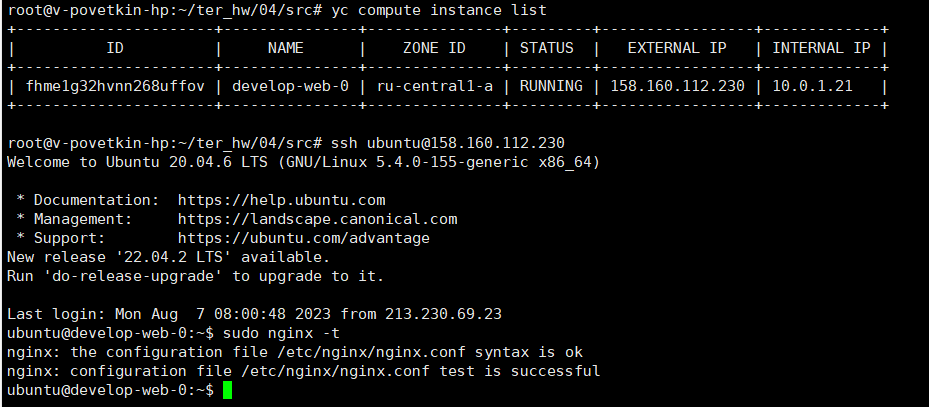 root@v-povetkin-hp:~/ter_hw/04/src# yc compute instance list
+----------------------+---------------+---------------+---------+-----------------+-------------+
|          ID          |     NAME      |    ZONE ID    | STATUS  |   EXTERNAL IP   | INTERNAL IP |
+----------------------+---------------+---------------+---------+-----------------+-------------+
| fhme1g32hvnn268uffov | develop-web-0 | ru-central1-a | RUNNING | 158.160.112.230 | 10.0.1.21   |
+----------------------+---------------+---------------+---------+-----------------+-------------+

root@v-povetkin-hp:~/ter_hw/04/src# ssh ubuntu@158.160.112.230
Welcome to Ubuntu 20.04.6 LTS (GNU/Linux 5.4.0-155-generic x86_64)

 * Documentation:  https://help.ubuntu.com
 * Management:     https://landscape.canonical.com
 * Support:        https://ubuntu.com/advantage
New release '22.04.2 LTS' available.
Run 'do-release-upgrade' to upgrade to it.

Last login: Mon Aug  7 08:00:48 2023 from 213.230.69.23
ubuntu@develop-web-0:~$ sudo nginx -t
nginx: the configuration file /etc/nginx/nginx.conf syntax is ok
nginx: configuration file /etc/nginx/nginx.conf test is successful
ubuntu@develop-web-0:~$